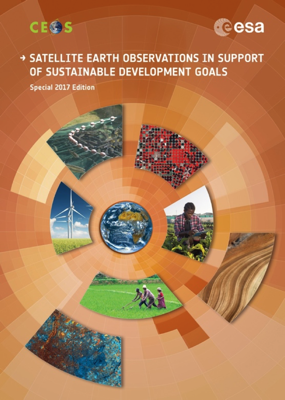 CEOS
esa
→ SATELLITE EARTH OBSERVATIONS IN SUPPORT
OF SUSTAINABLE DEVELOPMENT GOALS
Special 2017 Edition